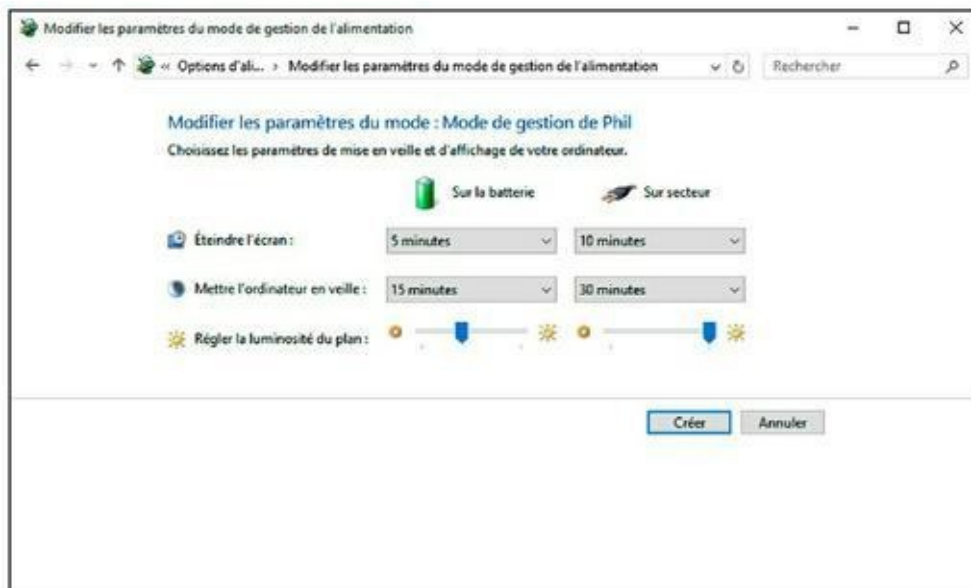 Modifier les paramètres du mode de gestion de l'alimentation
« Options d'ali... › Modifier les paramètres du mode de gestion de l'alimentation Rechercher
Modifier les paramètres du mode : Mode de gestion de Phil
Choisissez les paramètres de mise en veille et d'affichage de votre ordinateur.
Sur la batterie Sur secteur
Éteindre l'écran : 5 minutes 10 minutes
Mettre l'ordinateur en veille : 15 minutes 30 minutes
Régler la luminosité du plan :
Créer Annuler